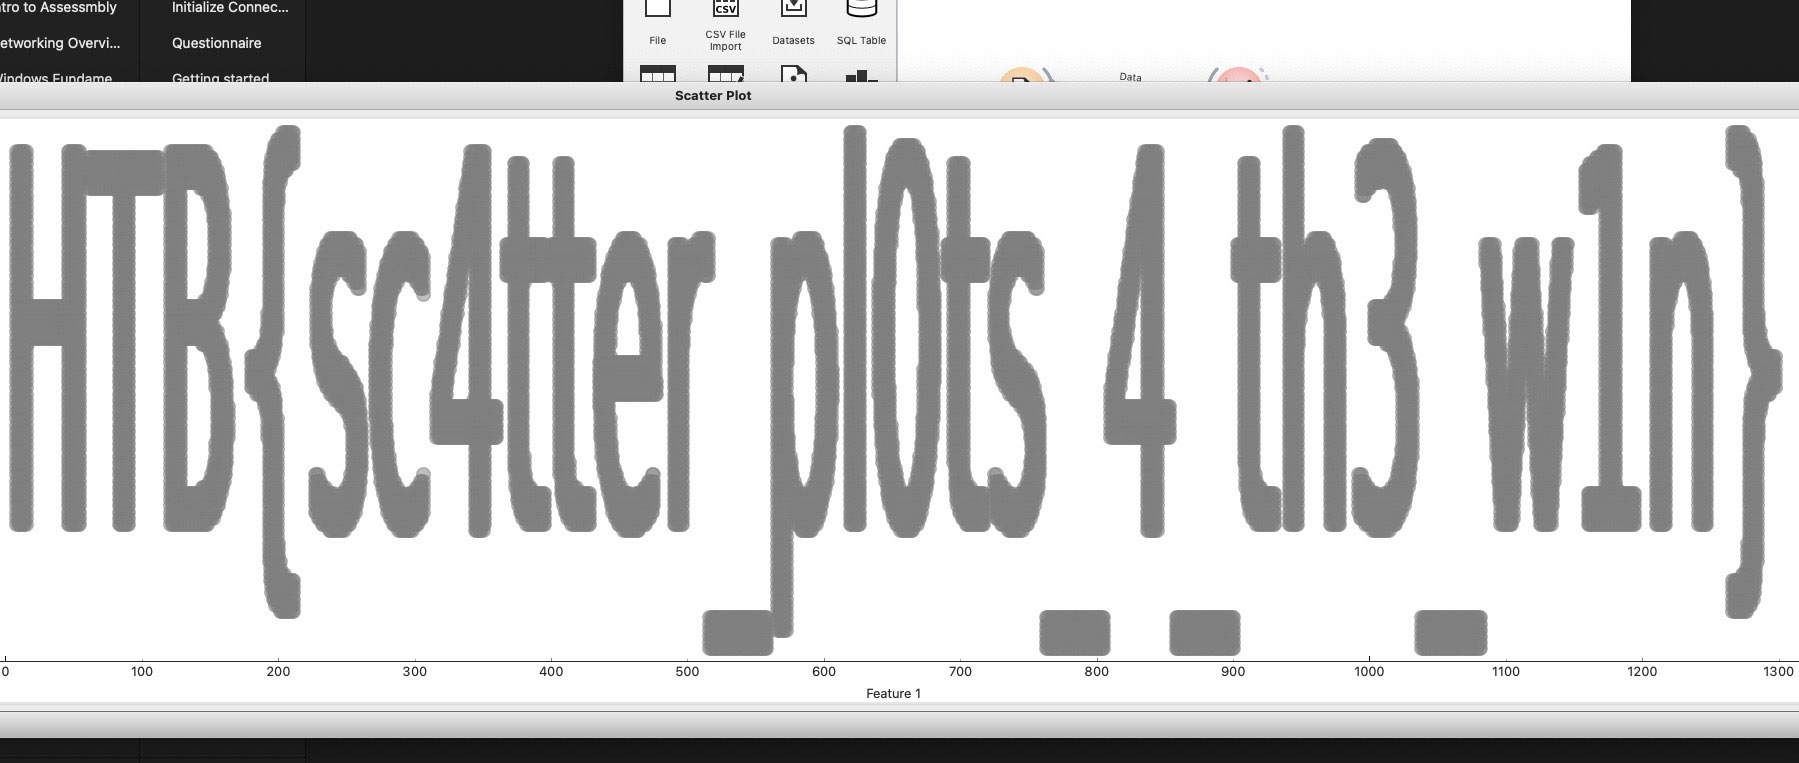 ntro to Assessmbly
Initialize Connec...
etworking Overvi...
Questionnaire
Windows Fundame
Getting started
CSV
File
CSV File Import
Datasets
SQL Table
Data
Scatter Plot
HTB{sc4tter_pl0ts_4_th3_w1n}
0 100 200 300 400 500 600 700 800 900 1000 1100 1200 1300
Feature 1